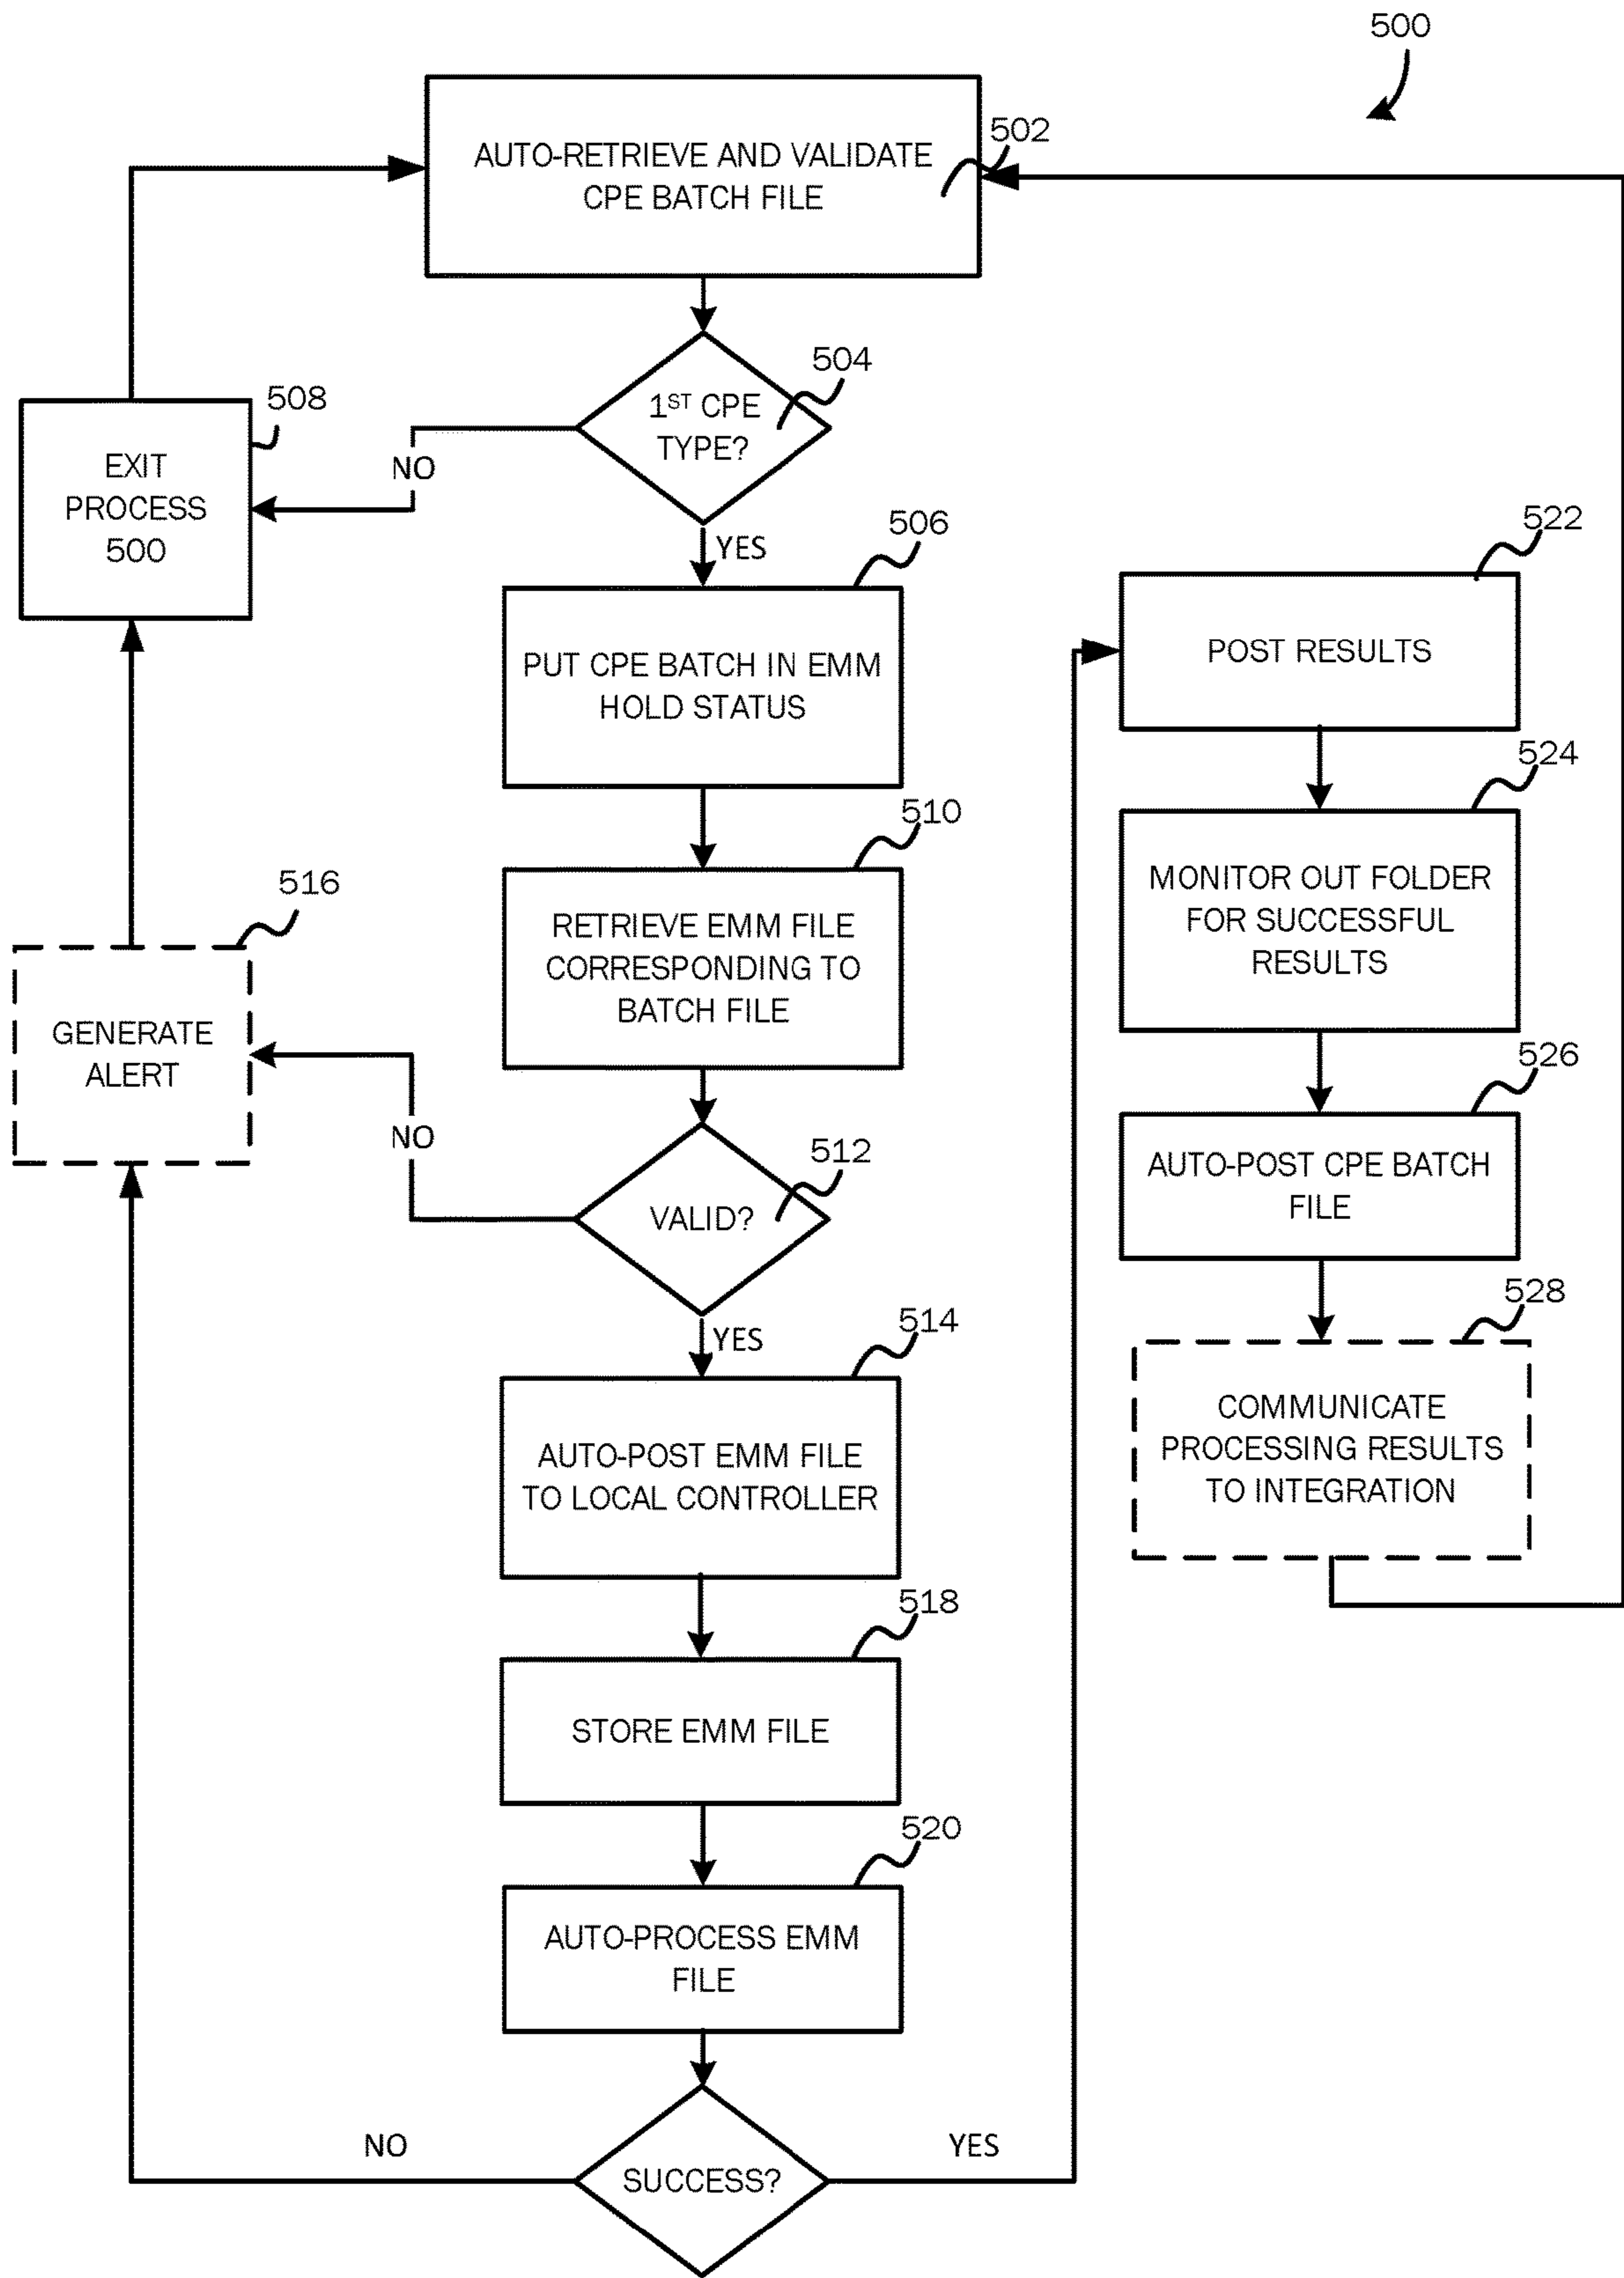 500
AUTO-RETRIEVE AND VALIDATE
CPE BATCH FILE
502
1ST CPE
TYPE?
504
NO
YES
EXIT
PROCESS
500
508
506
PUT CPE BATCH IN EMM
HOLD STATUS
510
RETRIEVE EMM FILE
CORRESPONDING TO
BATCH FILE
516
GENERATE
ALERT
NO
512
VALID?
YES
514
AUTO-POST EMM FILE
TO LOCAL CONTROLLER
518
STORE EMM FILE
520
AUTO-PROCESS EMM
FILE
NO
YES
SUCCESS?
522
POST RESULTS
524
MONITOR OUT FOLDER
FOR SUCCESSFUL
RESULTS
526
AUTO-POST CPE BATCH
FILE
528
COMMUNICATE
PROCESSING RESULTS
TO INTEGRATION